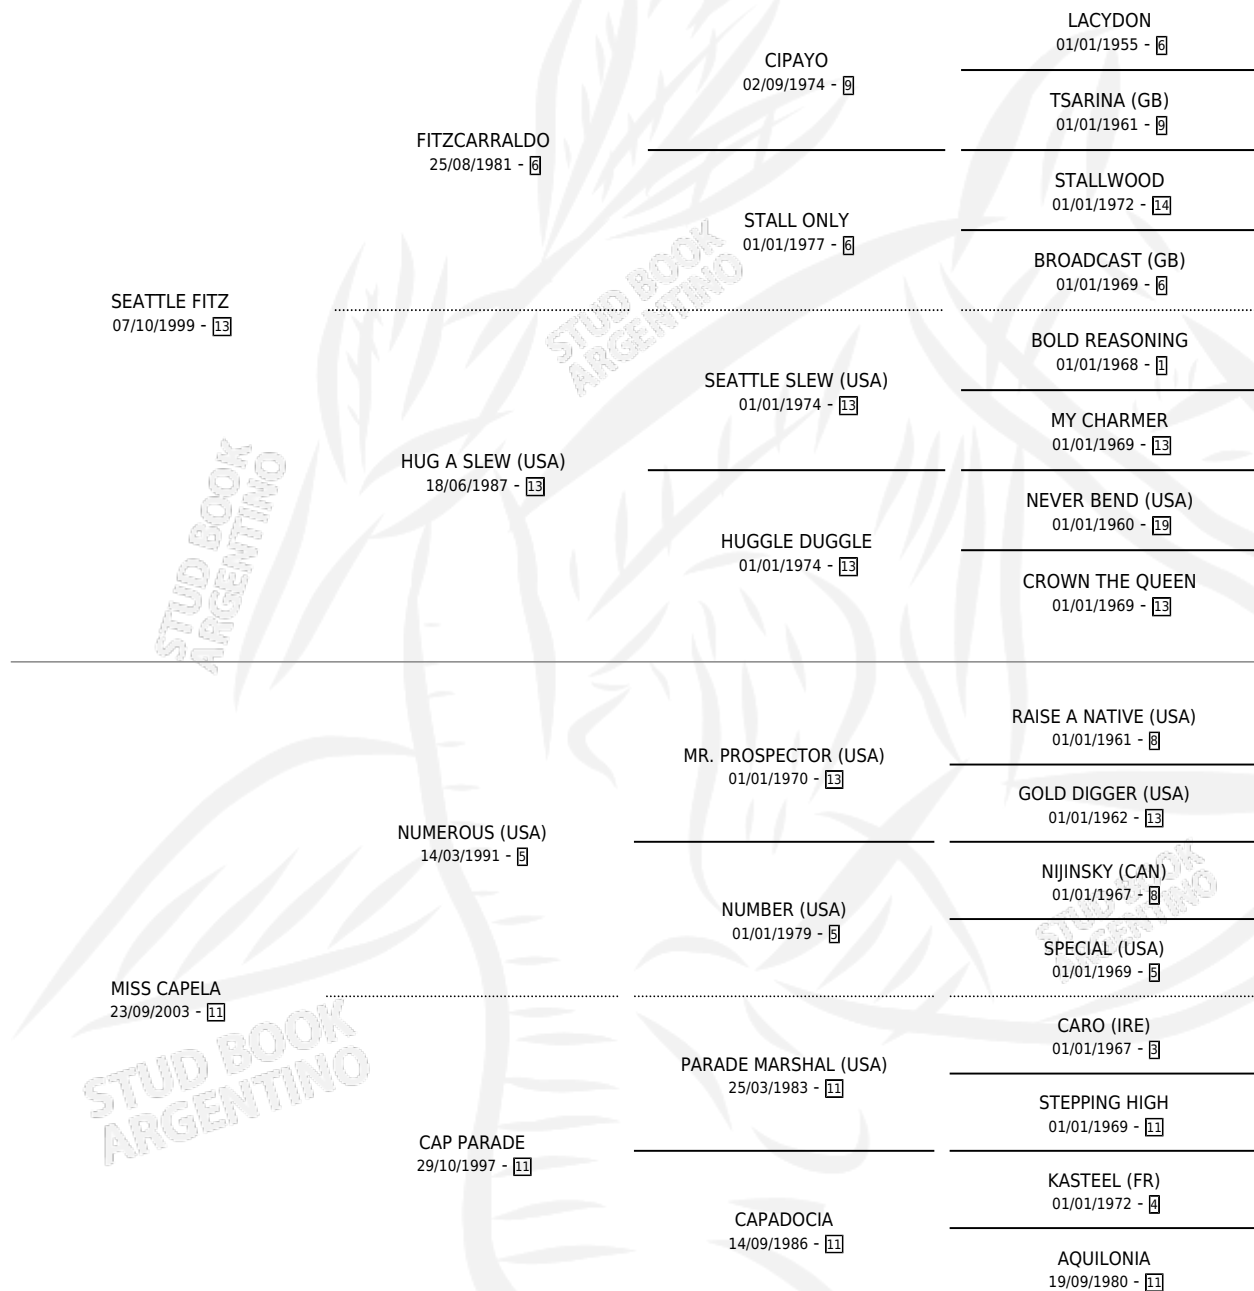 LACYDON
01/01/1955 - 6
CIPAYO
02/09/1974 - 9
TSARINA (GB)
01/01/1961 - 9
FITZCARRALDO
25/08/1981 - 6
STALLWOOD
01/01/1972 - 14
STALL ONLY
01/01/1977 - 6
BROADCAST (GB)
01/01/1969 - 6
SEATTLE FITZ
07/10/1999 - 13
STUD BOOK
ARGENTINO
BOLD REASONING
01/01/1968 - 1
SEATTLE SLEW (USA)
01/01/1974 - 13
MY CHARMER
01/01/1969 - 13
HUG A SLEW (USA)
18/06/1987 - 13
NEVER BEND (USA)
01/01/1960 - 19
HUGGLE DUGGLE
01/01/1974 - 13
CROWN THE QUEEN
01/01/1969 - 13
STUD BOOK
ARGENTINO
RAISE A NATIVE (USA)
01/01/1961 - 8
MR. PROSPECTOR (USA)
01/01/1970 - 13
GOLD DIGGER (USA)
01/01/1962 - 13
NUMEROUS (USA)
14/03/1991 - 5
NIJINSKY (CAN)
01/01/1967 - 8
NUMBER (USA)
01/01/1979 - 5
STUD BOOK
ARGENTINO
SPECIAL (USA)
01/01/1969 - 5
MISS CAPELA
23/09/2003 - 11
STUD BOOK
ARGENTINO
CARO (IRE)
01/01/1967 - 3
PARADE MARSHAL (USA)
25/03/1983 - 11
STEPPING HIGH
01/01/1969 - 11
CAP PARADE
29/10/1997 - 11
KASTEEL (FR)
01/01/1972 - 4
CAPADOCIA
14/09/1986 - 11
AQUILONIA
19/09/1980 - 11